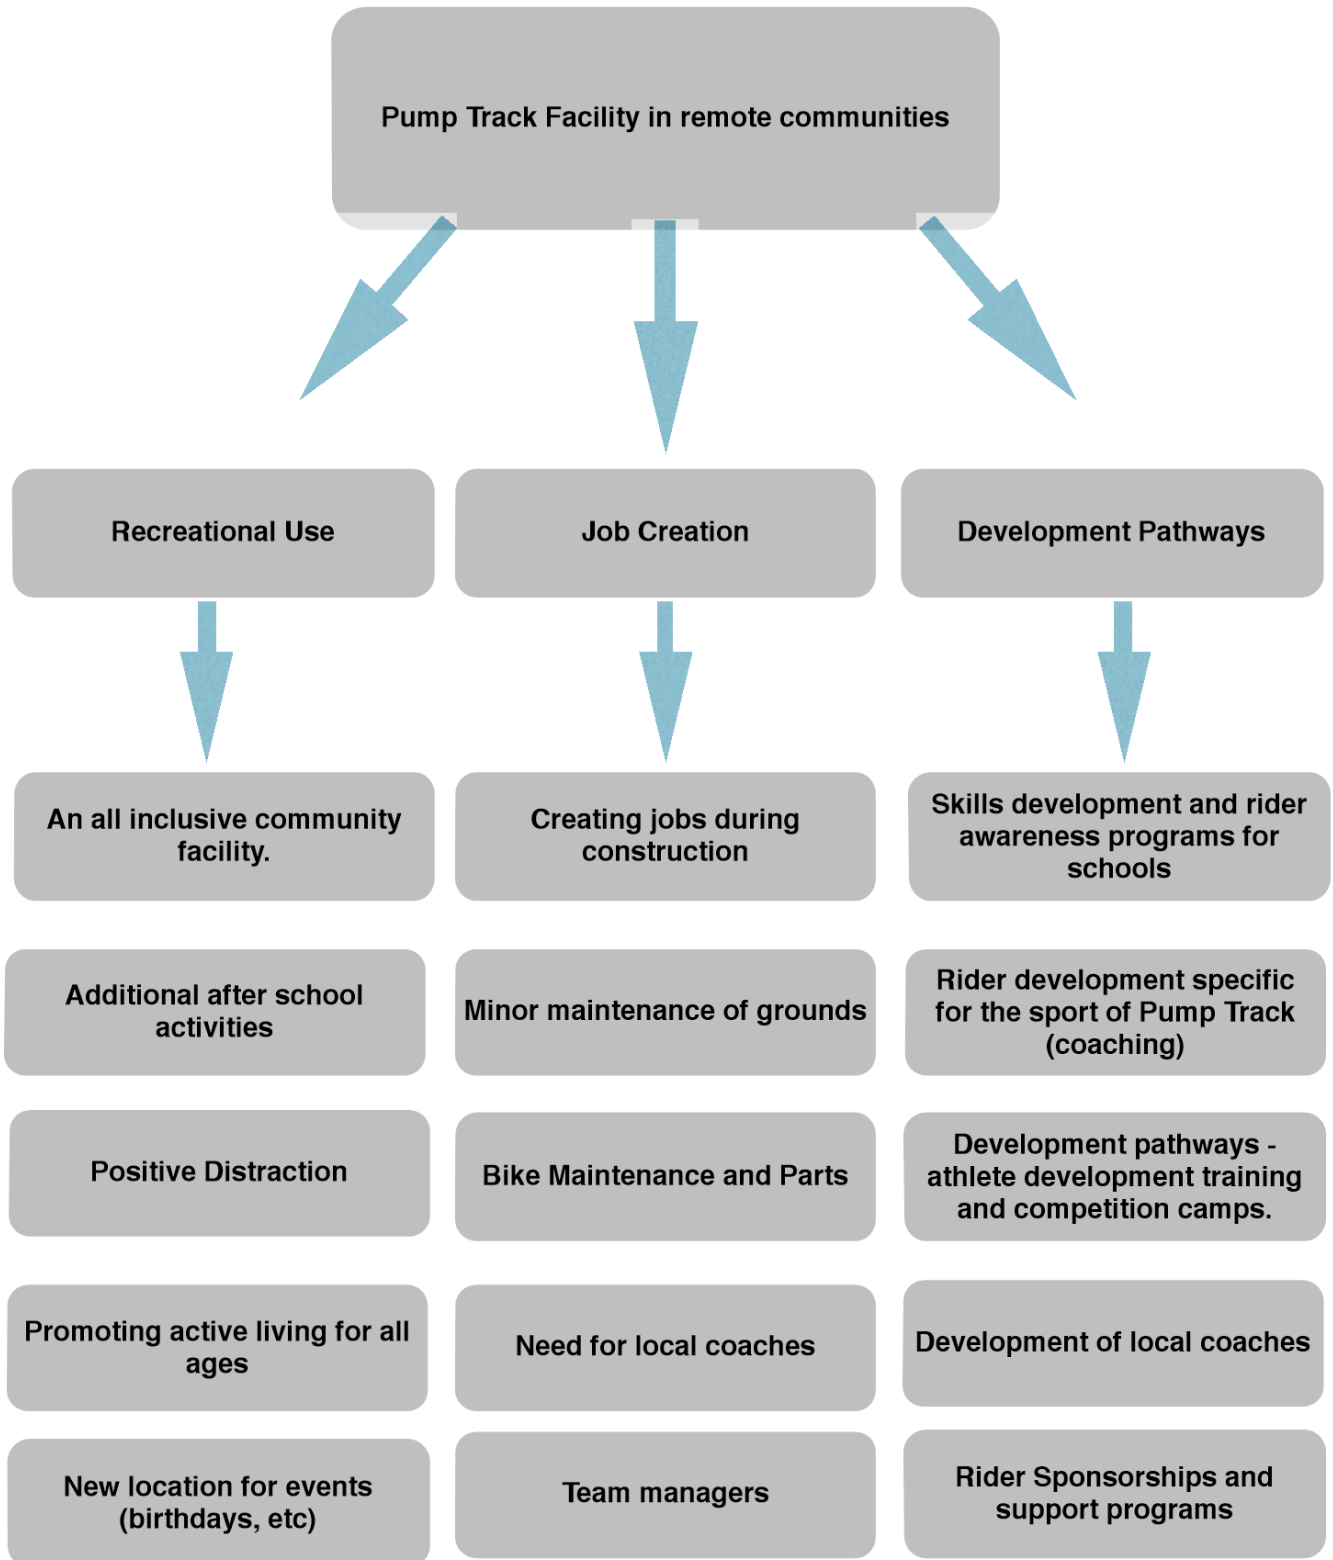 Pump Track Facility in remote communities
Recreational Use
Job Creation
Development Pathways
An all inclusive community
facility.
Creating jobs during
construction
Skills development and rider
awareness programs for
schools
Additional after school
activities
Minor maintenance of grounds
Rider development specific
for the sport of Pump Track
(coaching)
Positive Distraction
Bike Maintenance and Parts
Development pathways -
athlete development training
and competition camps.
Promoting active living for all
ages
Need for local coaches
Development of local coaches
New location for events
(birthdays, etc)
Team managers
Rider Sponsorships and
support programs